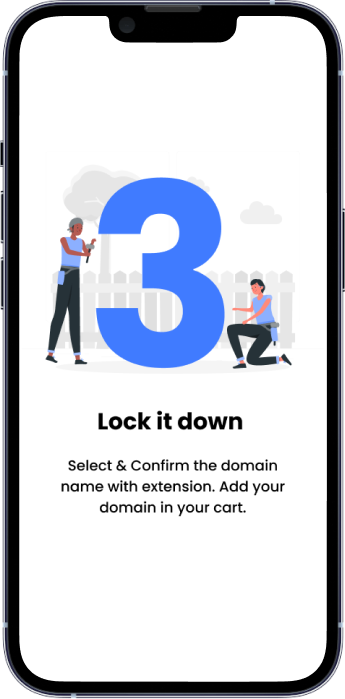 3
Lock it down
Select & Confirm the domain
name with extension. Add your
domain in your cart.